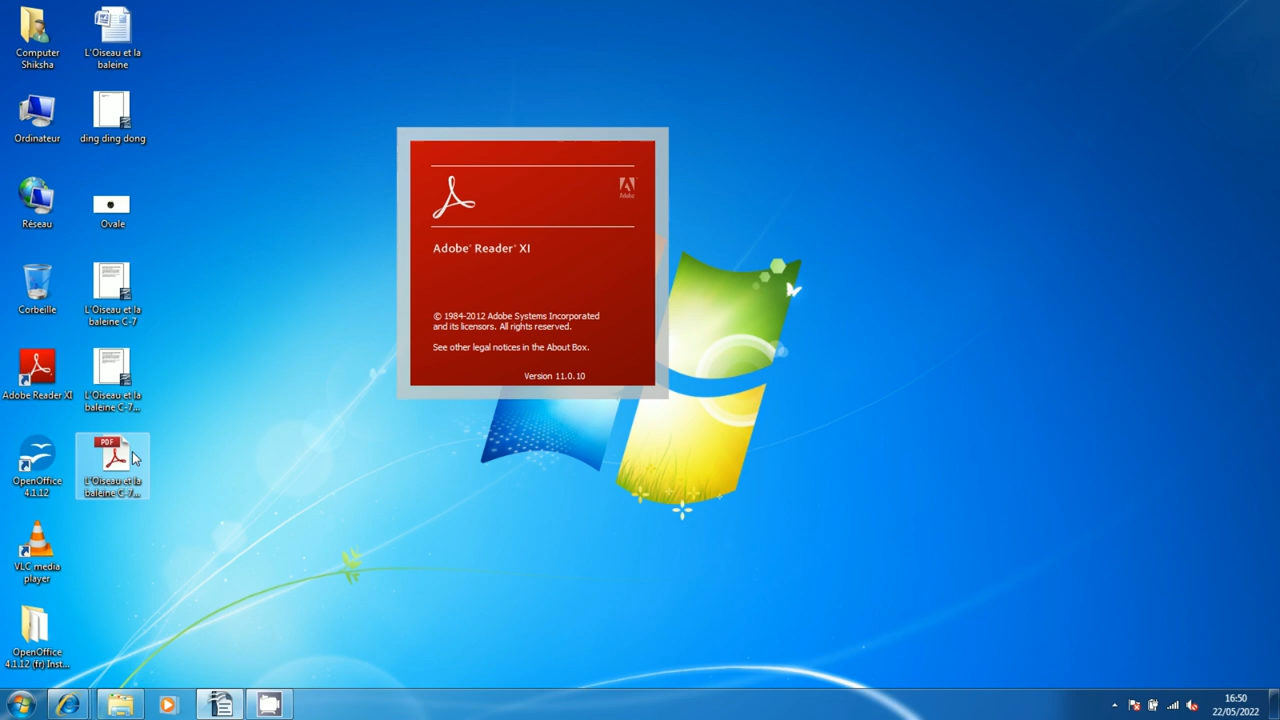 Computer
Shiksha
L'Oiseau et la
baleine
Ordinateur
ding ding dong
Réseau
Ovale
Corbeille
L'Oiseau et la
baleine C-7
Adobe Reader XI
L'Oiseau et la
baleine C-7...
OpenOffice
4.1.12
PDF
L'Oiseau et la
baleine C-7...
VLC media
player
OpenOffice
4.1.12 (fr) Inst...
Adobe
Adobe® Reader® XI
© 1984-2012 Adobe Systems Incorporated
and its licensors. All rights reserved.
See other legal notices in the About Box.
Version 11.0.10
16:50
22/05/2022